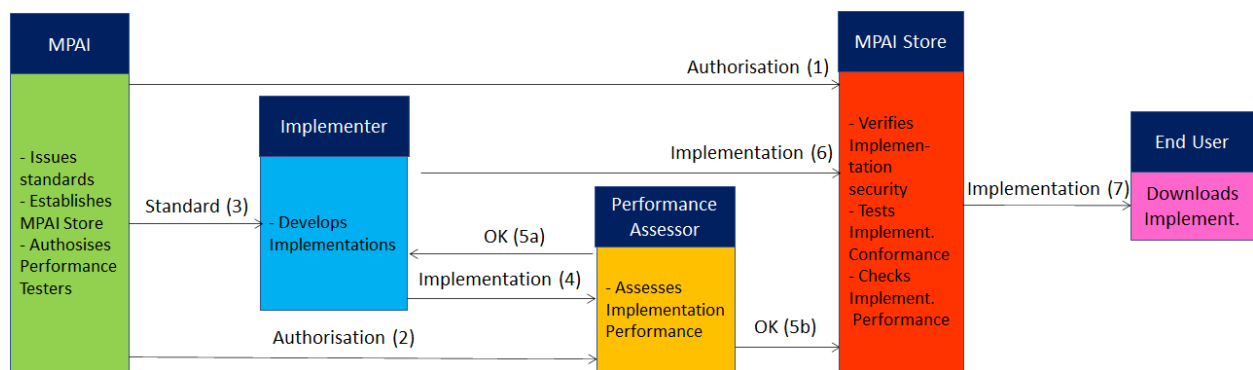 MPAI
- Issues
standards
- Establishes
MPAI Store
- Authosises
Performance
Testers
Authorisation (1)
Standard (3)
Authorisation (2)
Implementer
- Develops
Implementations
Implementation (6)
OK (5a)
Implementation (4)
Performance
Assessor
- Assesses
Implementation
Performance
OK (5b)
MPAI Store
- Verifies
Implemen-
tation
security
- Tests
Implement.
Conformance
- Checks
Implement.
Performance
Implementation (7)
End User
Downloads
Implement.